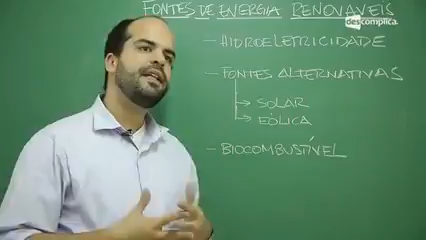 FONTES DE ENERGIA RENOVÁVEIS
descomplica.
- HIDROELETRICIDADE
- FONTES ALTERNATIVAS
SOLAR
EÓLICA
- BIOCOMBUSTÍVEL